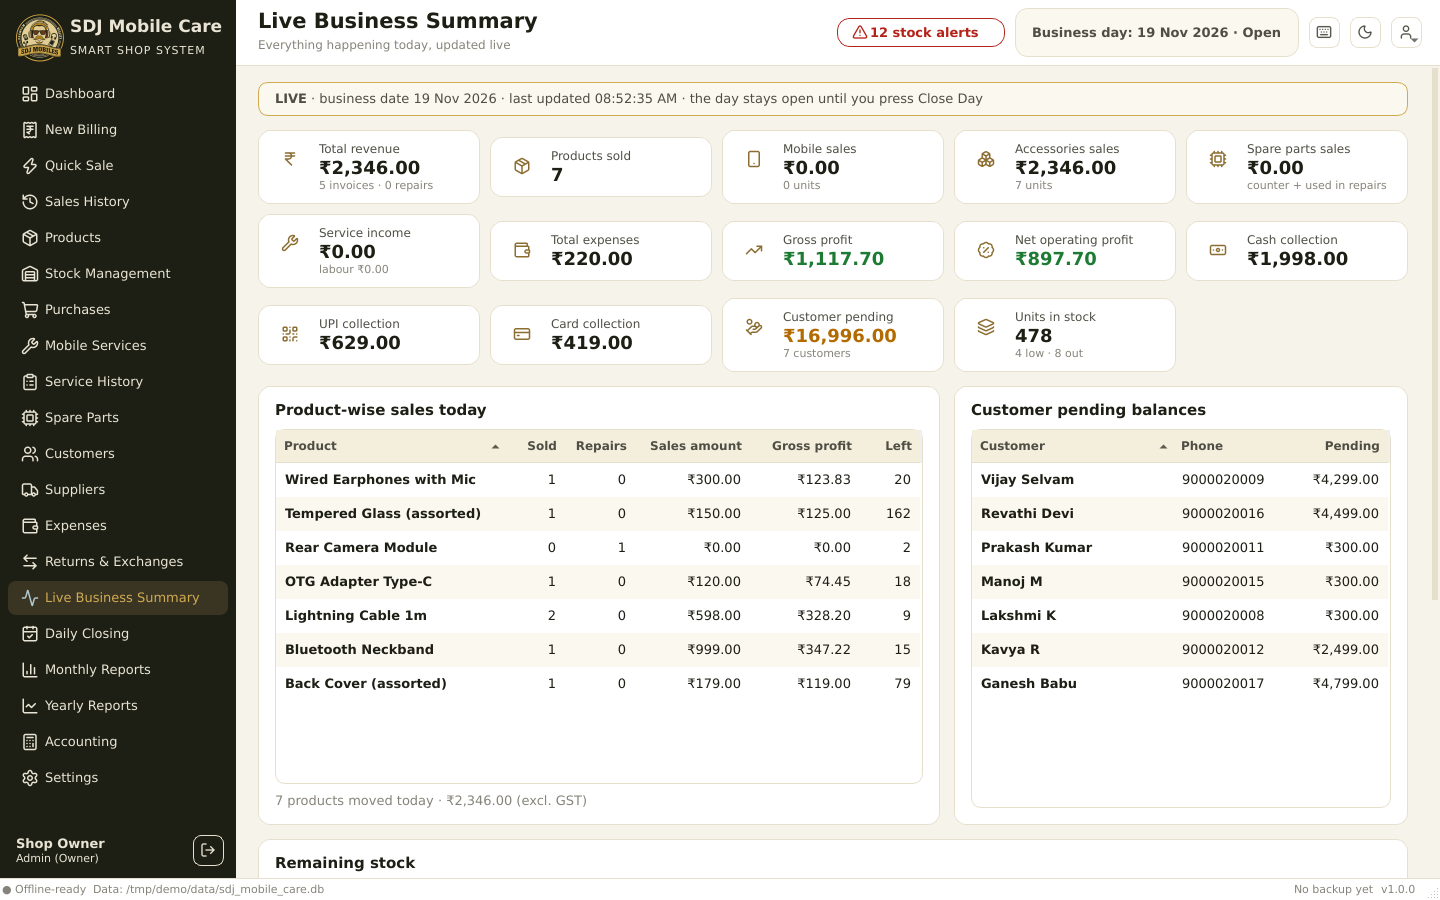 SDJ MOBILES
SDJ Mobile Care
SMART SHOP SYSTEM
Dashboard
New Billing
Quick Sale
Sales History
Products
Stock Management
Purchases
Mobile Services
Service History
Spare Parts
Customers
Suppliers
Expenses
Returns & Exchanges
Live Business Summary
Daily Closing
Monthly Reports
Yearly Reports
Accounting
Settings
Shop Owner
Admin (Owner)
Live Business Summary
Everything happening today, updated live
12 stock alerts
Business day: 19 Nov 2026 · Open
LIVE · business date 19 Nov 2026 · last updated 08:52:35 AM · the day stays open until you press Close Day
Total revenue
₹2,346.00
5 invoices · 0 repairs
Products sold
7
Mobile sales
₹0.00
0 units
Accessories sales
₹2,346.00
7 units
Spare parts sales
₹0.00
counter + used in repairs
Service income
₹0.00
labour ₹0.00
Total expenses
₹220.00
Gross profit
₹1,117.70
Net operating profit
₹897.70
Cash collection
₹1,998.00
UPI collection
₹629.00
Card collection
₹419.00
Customer pending
₹16,996.00
7 customers
Units in stock
478
4 low · 8 out
Product-wise sales today
Product Sold Repairs Sales amount Gross profit Left
Wired Earphones with Mic 1 0 ₹300.00 ₹123.83 20
Tempered Glass (assorted) 1 0 ₹150.00 ₹125.00 162
Rear Camera Module 0 1 ₹0.00 ₹0.00 2
OTG Adapter Type-C 1 0 ₹120.00 ₹74.45 18
Lightning Cable 1m 2 0 ₹598.00 ₹328.20 9
Bluetooth Neckband 1 0 ₹999.00 ₹347.22 15
Back Cover (assorted) 1 0 ₹179.00 ₹119.00 79
7 products moved today · ₹2,346.00 (excl. GST)
Customer pending balances
Customer Phone Pending
Vijay Selvam 9000020009 ₹4,299.00
Revathi Devi 9000020016 ₹4,499.00
Prakash Kumar 9000020011 ₹300.00
Manoj M 9000020015 ₹300.00
Lakshmi K 9000020008 ₹300.00
Kavya R 9000020012 ₹2,499.00
Ganesh Babu 9000020017 ₹4,799.00
Remaining stock
Offline-ready Data: /tmp/demo/data/sdj_mobile_care.db
No backup yet v1.0.0